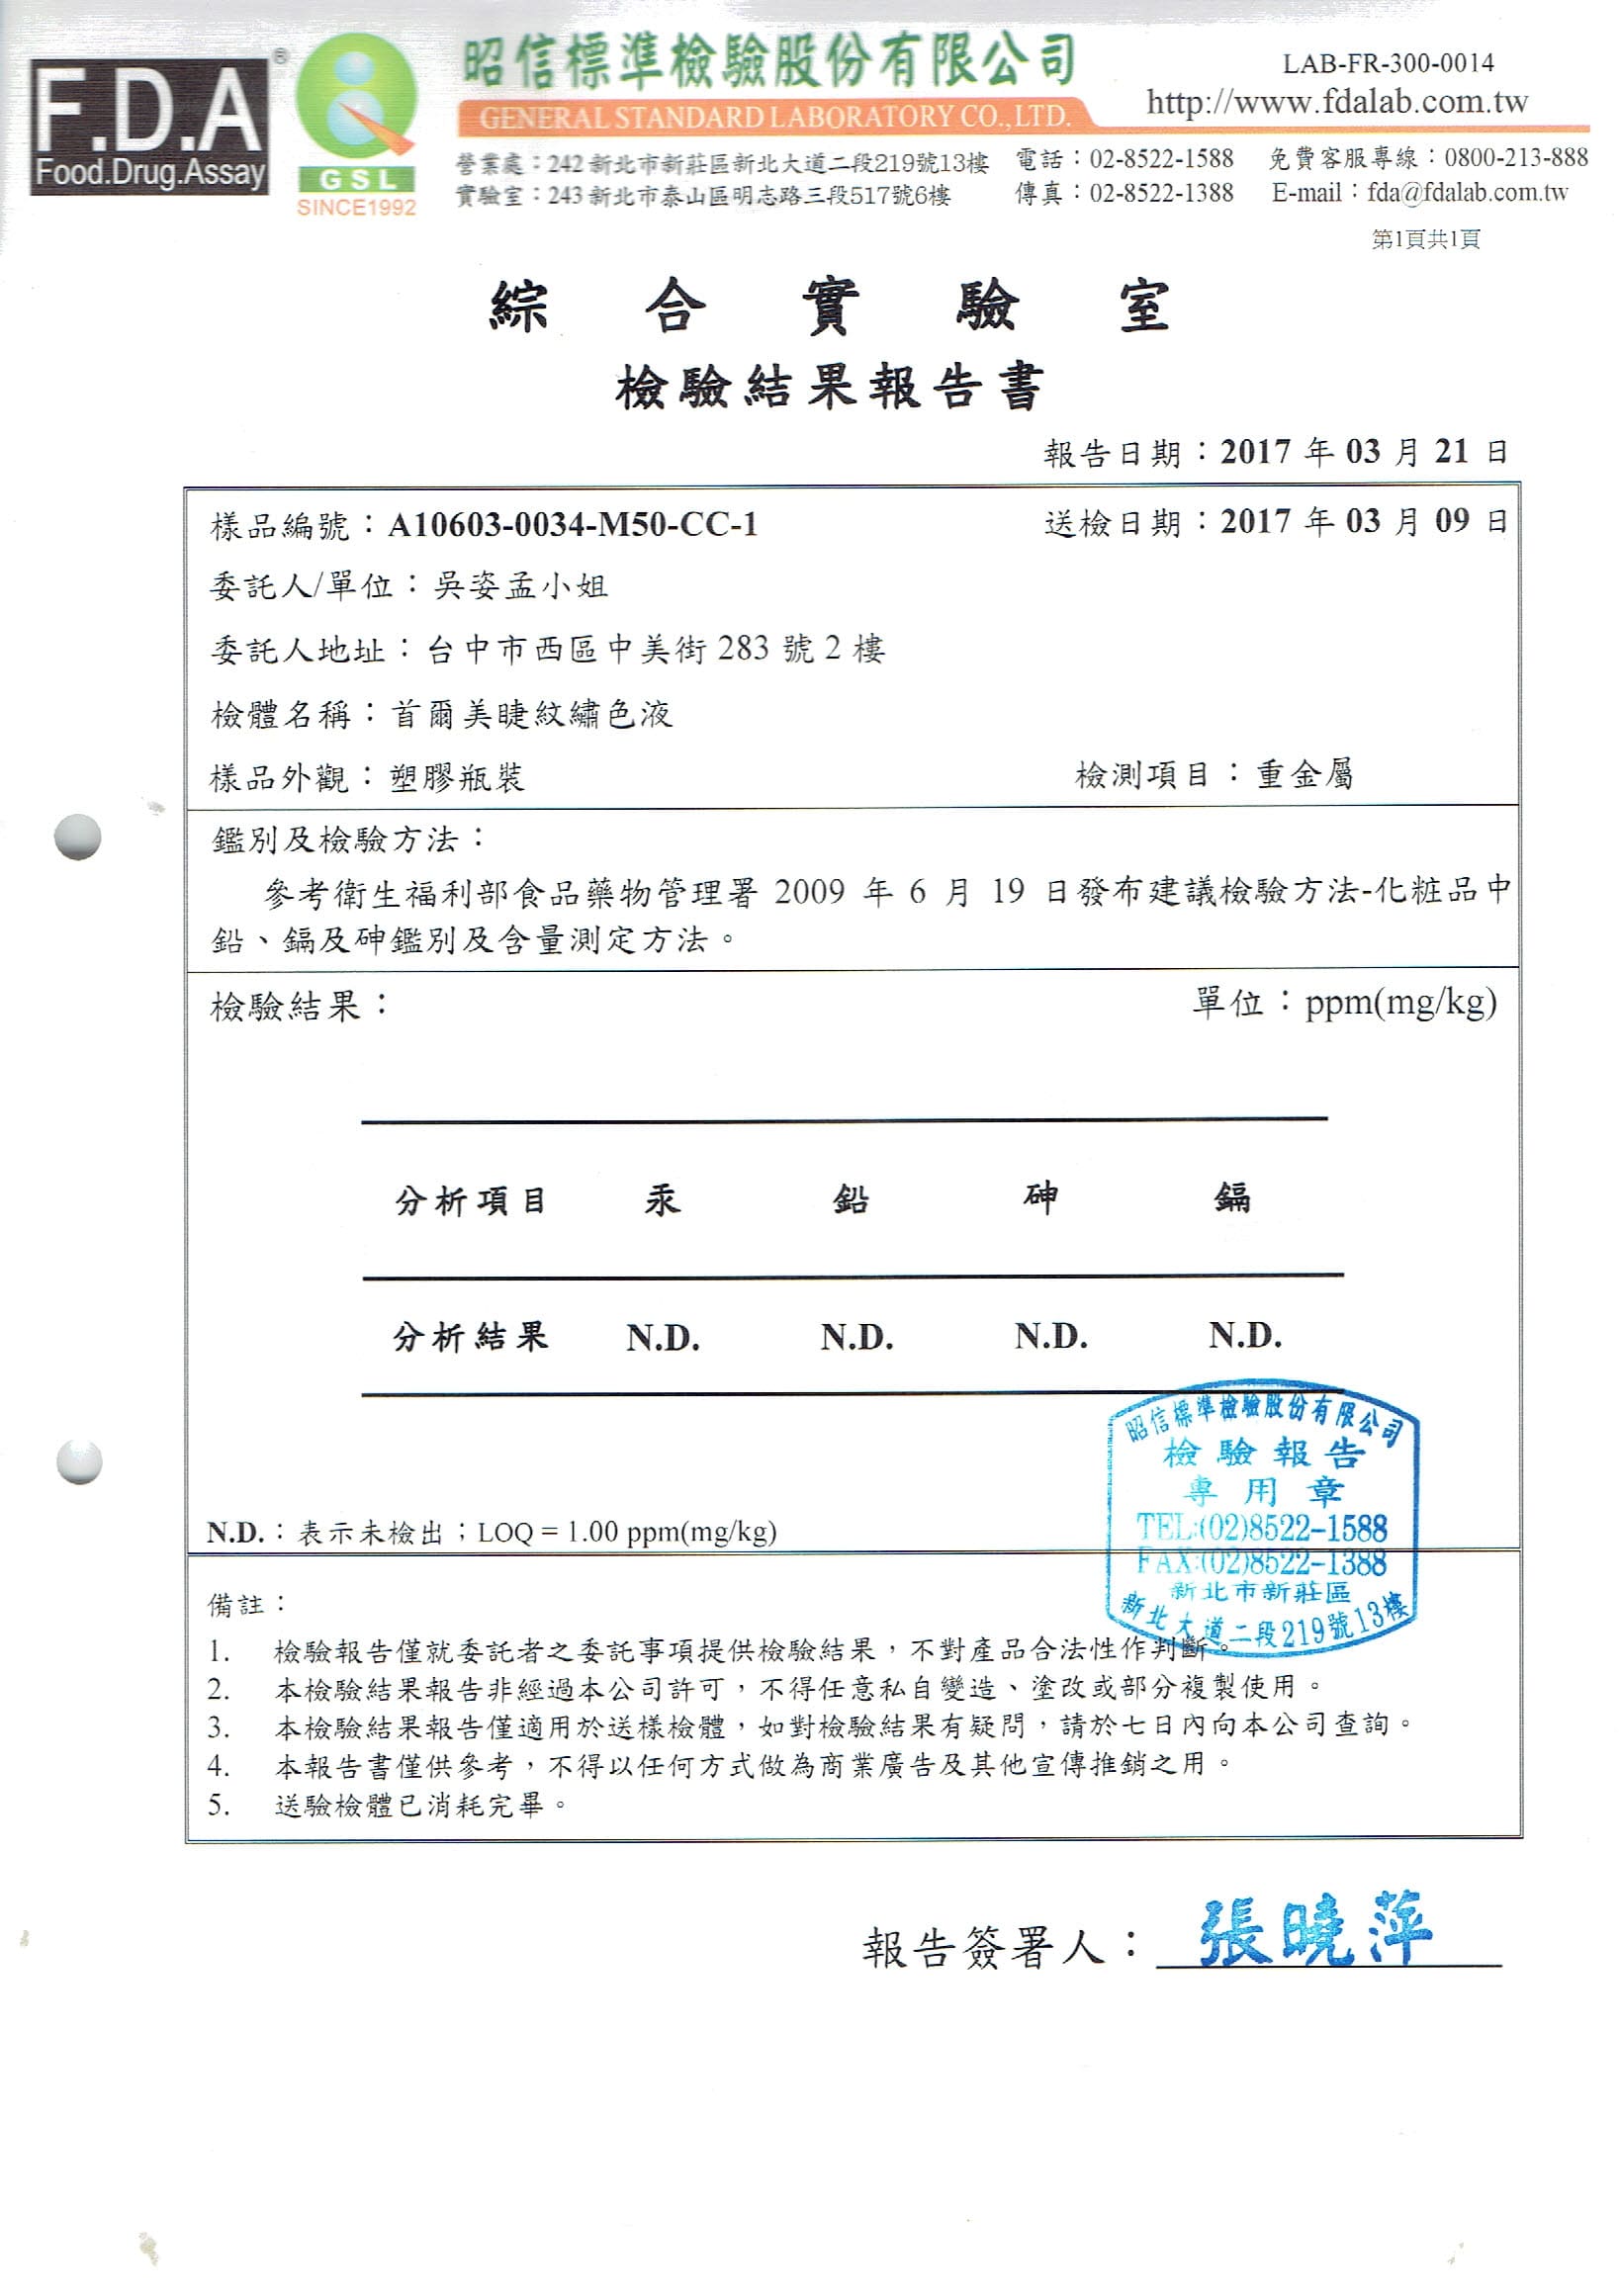 F.D.A®
Food.Drug.Assay
GSL
SINCE1992
昭信標準檢驗股份有限公司
GENERAL STANDARD LABORATORY CO., LTD.
LAB-FR-300-0014
http://www.fdalab.com.tw
營業處：242 新北市新莊區新北大道二段219號13樓 電話：02-8522-1588 免費客服專線：0800-213-888
實驗室：243 新北市泰山區明志路三段517號6樓 傳真：02-8522-1388 E-mail：fda@fdalab.com.tw
第1頁共1頁
綜合實驗室
檢驗結果報告書
報告日期：2017 年 03 月 21 日
樣品編號：A10603-0034-M50-CC-1 送檢日期：2017 年 03 月 09 日
委託人/單位：吳姿孟小姐
委託人地址：台中市西區中美街 283 號 2 樓
檢體名稱：首爾美睫紋繡色液
樣品外觀：塑膠瓶裝 檢測項目：重金屬
鑑別及檢驗方法：
參考衛生福利部食品藥物管理署 2009 年 6 月 19 日發布建議檢驗方法-化粧品中
鉛、鎘及砷鑑別及含量測定方法。
檢驗結果： 單位：ppm(mg/kg)
分析項目 汞 鉛 砷 鎘
分析結果 N.D. N.D. N.D. N.D.
昭信標準檢驗股份有限公司
檢驗報告
專用章
TEL:(02)8522-1588
FAX:(02)8522-1388
新北市新莊區
新北大道二段219號13樓
N.D.：表示未檢出；LOQ = 1.00 ppm(mg/kg)
備註：
1. 檢驗報告僅就委託者之委託事項提供檢驗結果，不對產品合法性作判斷。
2. 本檢驗結果報告非經過本公司許可，不得任意私自變造、塗改或部分複製使用。
3. 本檢驗結果報告僅適用於送樣檢體，如對檢驗結果有疑問，請於七日內向本公司查詢。
4. 本報告書僅供參考，不得以任何方式做為商業廣告及其他宣傳推銷之用。
5. 送驗檢體已消耗完畢。
報告簽署人：張曉萍